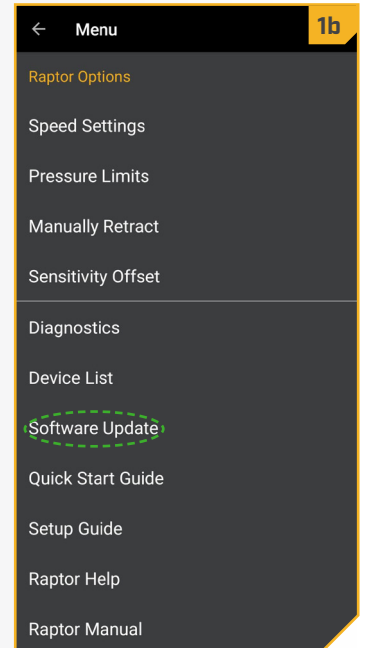 Menu
1b
Raptor Options
Speed Settings
Pressure Limits
Manually Retract
Sensitivity Offset
Diagnostics
Device List
Software Update
Quick Start Guide
Setup Guide
Raptor Help
Raptor Manual